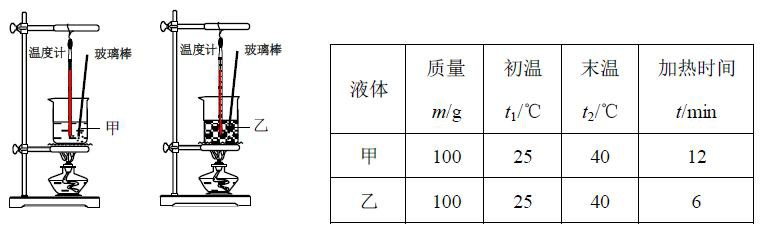 温度计 玻璃棒
甲
温度计 玻璃棒
乙
液体 质量 m/g 初温 t₁/℃ 末温 t₂/℃ 加热时间 t/min
甲 100 25 40 12
乙 100 25 40 6